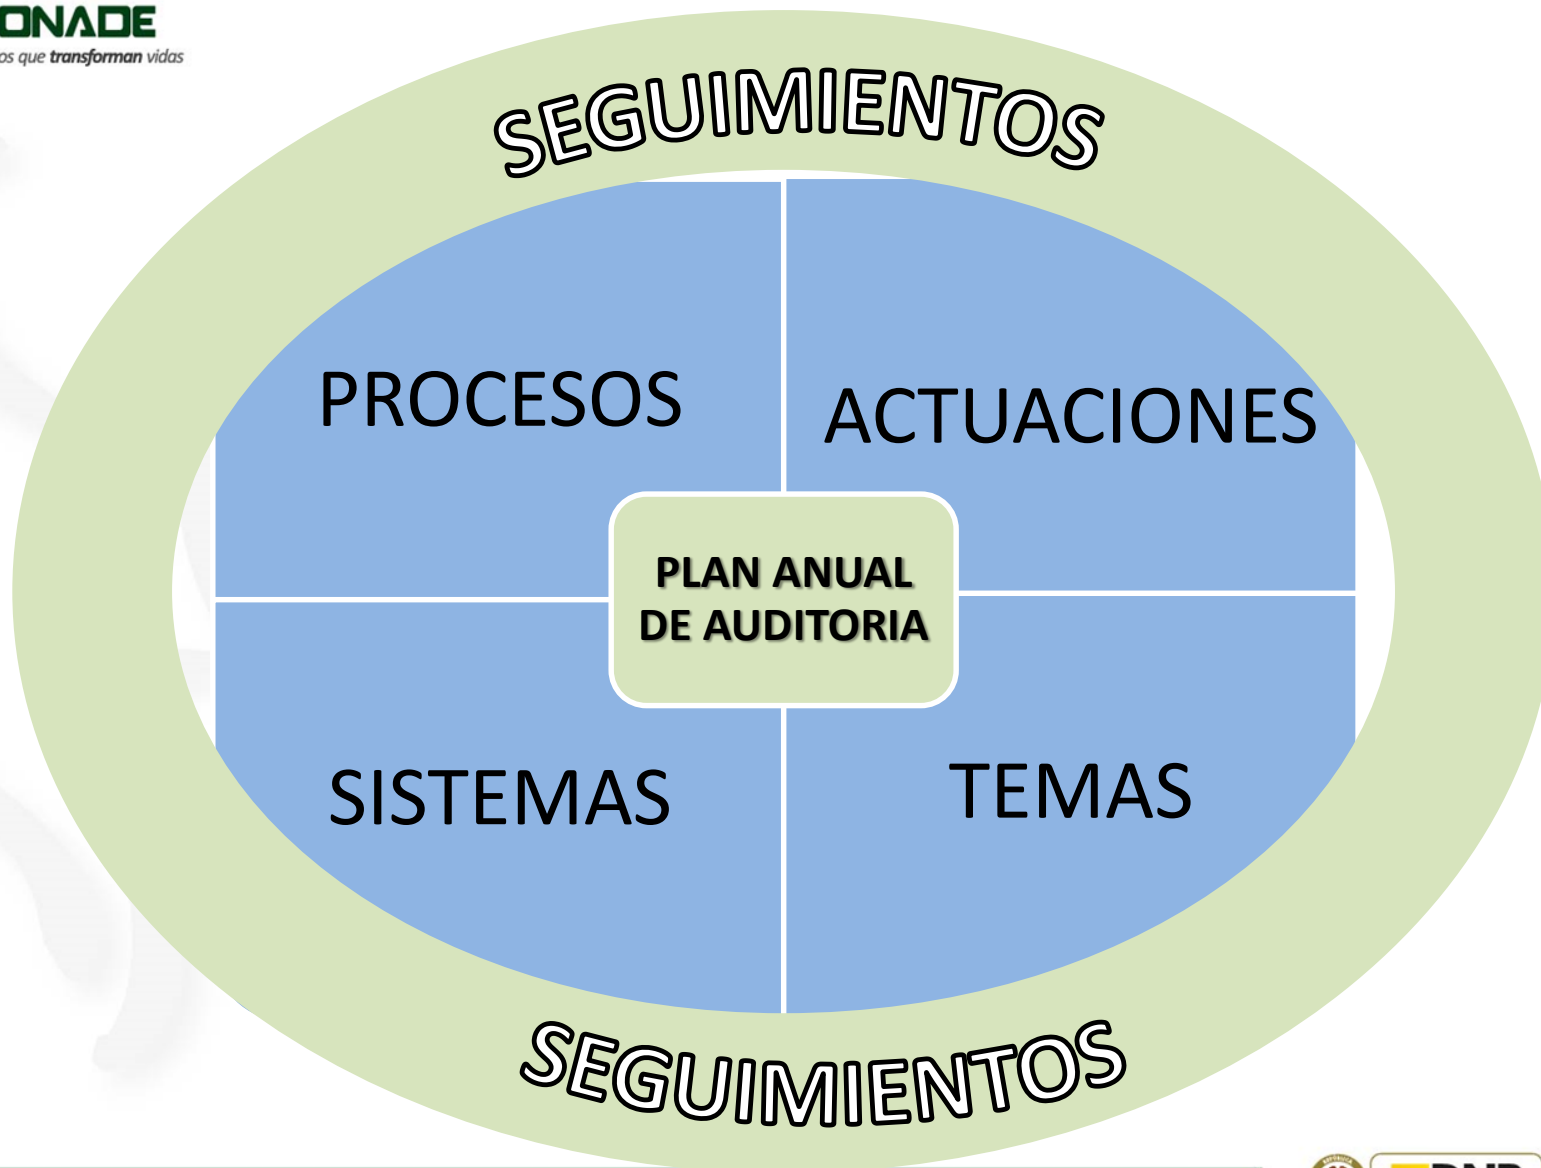 ONADE
os que transforman vidas
SEGUIMIENTOS
PROCESOS
ACTUACIONES
PLAN ANUAL
DE AUDITORIA
SISTEMAS
TEMAS
SEGUIMIENTOS